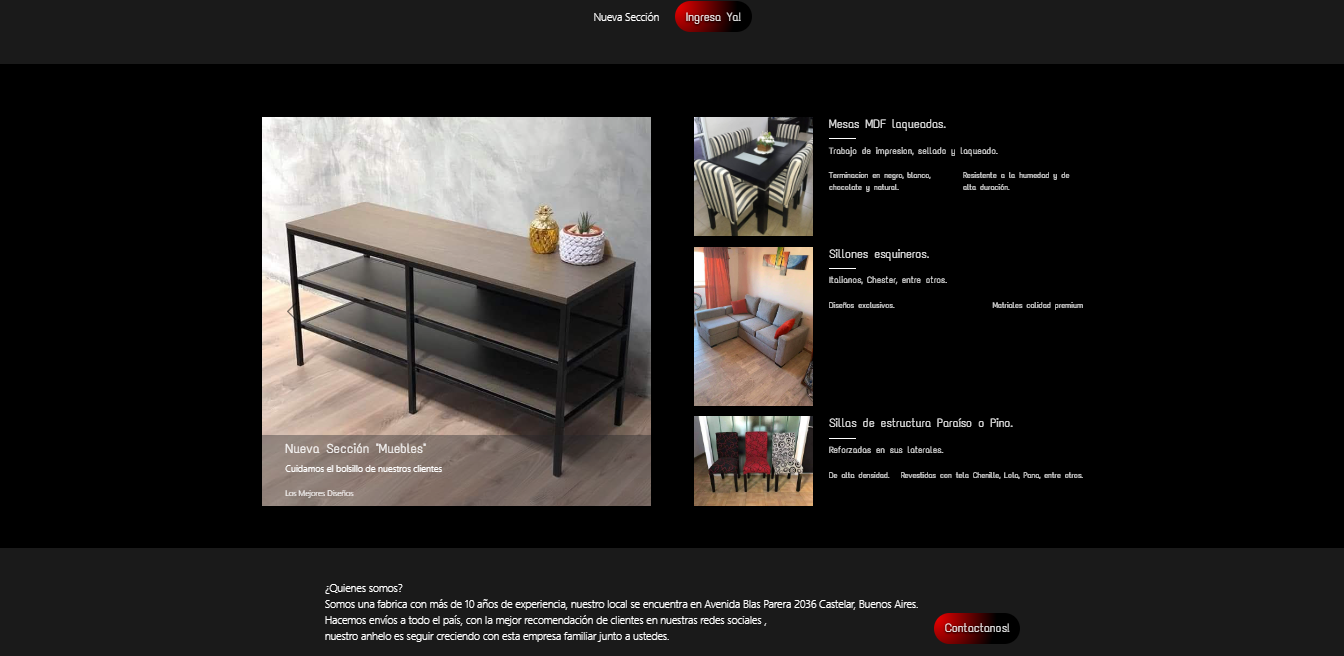 Nueva Sección
Ingresa Ya!
Nueva Sección "Muebles"
Cuidamos el bolsillo de nuestros clientes
Los Mejores Diseños
Mesas MDF laqueadas.
Trabajo de impresion, sellado y laqueado.
Terminacion en negro, blanco,
chocolate y natural.
Resistente a la humedad y de
alta duración.
Sillones esquineros.
Italianos, Chester, entre otros.
Diseños exclusivos.
Matriales calidad premium
Sillas de estructura Paraíso o Pino.
Reforzadas en sus laterales.
De alta densidad.
Revestidas con tela Chenille, Lola, Pana, entre otros.
¿Quienes somos?
Somos una fabrica con más de 10 años de experiencia, nuestro local se encuentra en Avenida Blas Parera 2036 Castelar, Buenos Aires.
Hacemos envíos a todo el país, con la mejor recomendación de clientes en nuestras redes sociales ,
nuestro anhelo es seguir creciendo con esta empresa familiar junto a ustedes.
Contactanos!